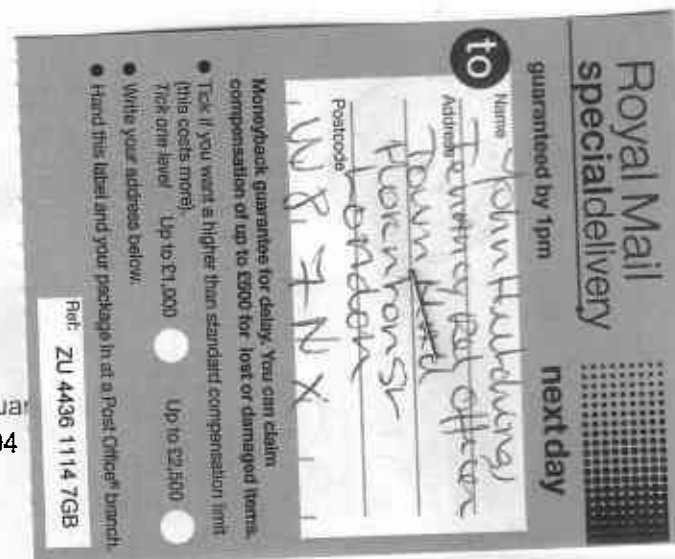 Royal Mail
specialdelivery
guaranteed by 1pm
next day
to
Name John Hutchings
Address Tenancy Rel Officer
Town
Hornton St
London
Postcode W8, 7NX
Moneyback guarantee for delay. You can claim
compensation of up to £500 for lost or damaged items.
● Tick if you want a higher than standard compensation limit
(this costs more).
Tick one level Up to £1,000 Up to £2,500
● Write your address below.
● Hand this label and your package in at a Post Office® branch.
Ref: ZU 4436 1114 7GB